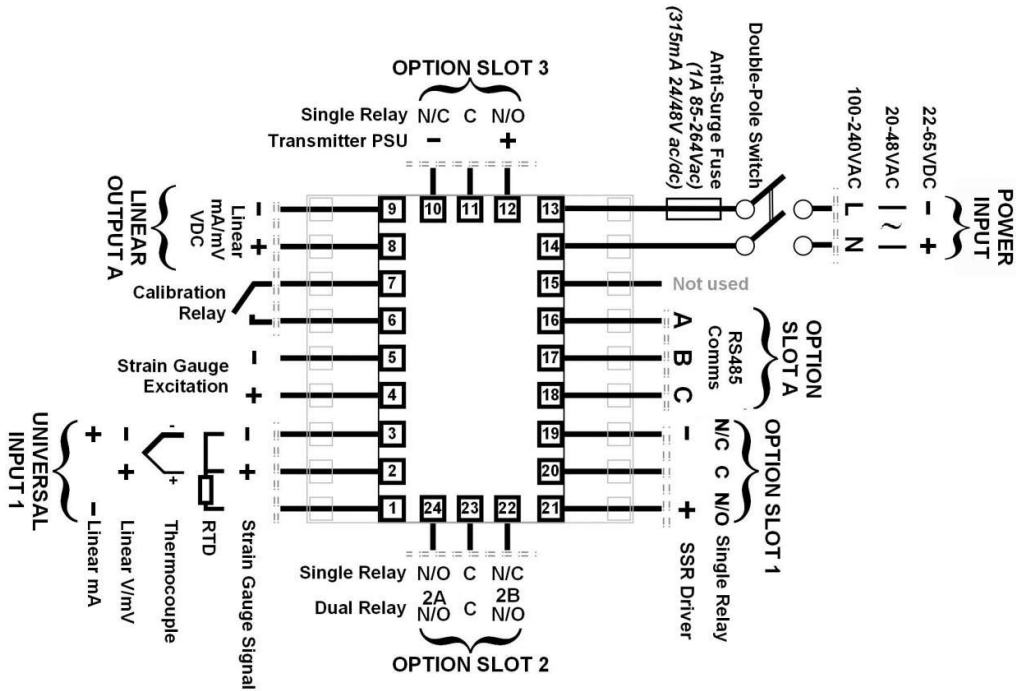 OPTION SLOT 3
Single Relay N/C C N/O
Transmitter PSU − +
LINEAR
OUTPUT A
Linear
mA/mV
VDC
−
+
Calibration
Relay
Strain Gauge
Excitation
−
+
UNIVERSAL
INPUT 1
+ −
Linear mA
− +
Linear V/mV
- +
Thermocouple
RTD
− +
Strain Gauge Signal
9
8
7
6
5
4
3
2
1
10 11 12
24 23 22
13
14
15
16
17
18
19
20
21
Anti-Surge Fuse
(1A 85-264Vac)
(315mA 24/48V ac/dc)
Double-Pole Switch
100-240VAC
L N
20-48VAC
~
22-65VDC
− +
POWER
INPUT
Not used
A
B
C
RS485
Comms
OPTION
SLOT A
− +
SSR Driver
N/C C N/O Single Relay
OPTION SLOT 1
Single Relay N/O C N/C
Dual Relay 2A N/O C 2B N/O
OPTION SLOT 2